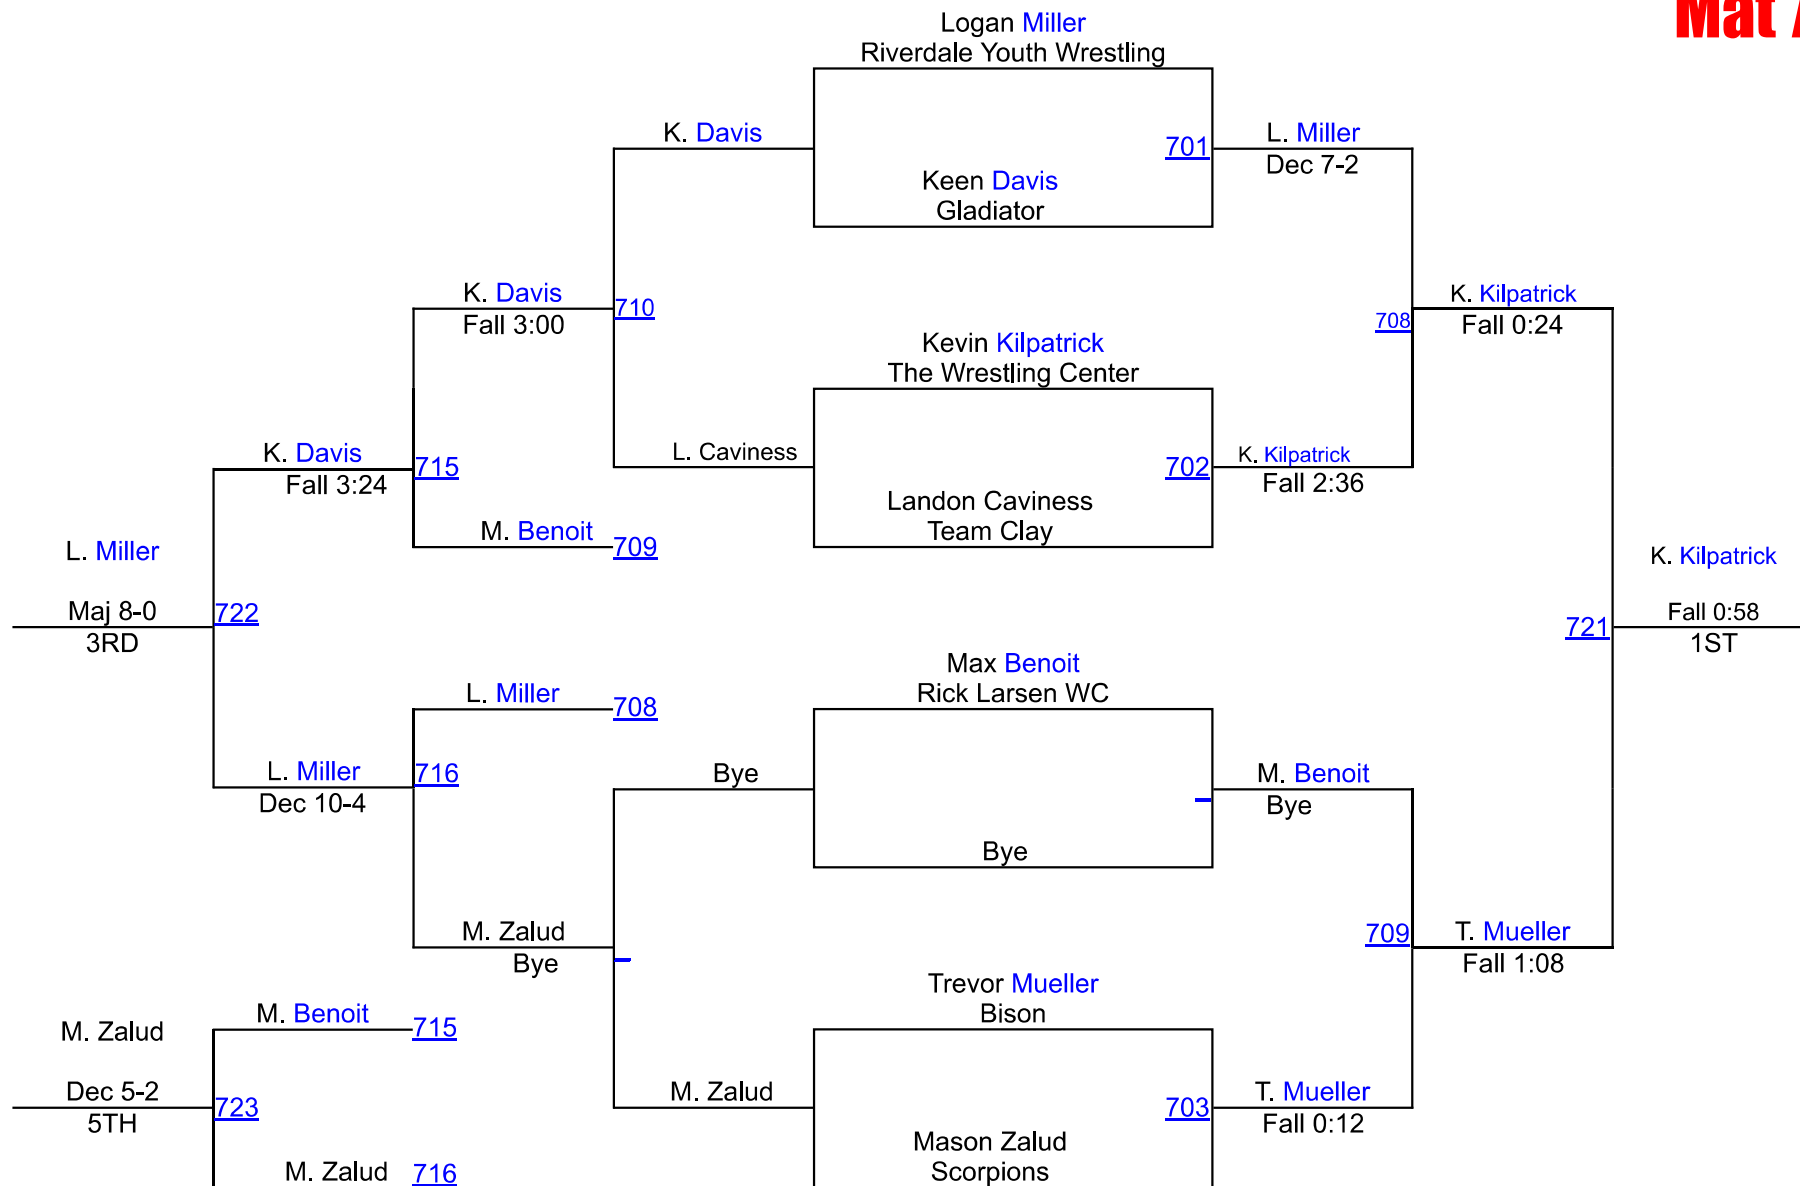 Mat
Logan Miller
Riverdale Youth Wrestling
K. Davis
701
L. Miller
Dec 7-2
Keen Davis
Gladiator
K. Davis
Fall 3:00
710
708
K. Kilpatrick
Fall 0:24
Kevin Kilpatrick
The Wrestling Center
K. Davis
Fall 3:24
715
L. Caviness
702
K. Kilpatrick
Fall 2:36
Landon Caviness
Team Clay
M. Benoit
709
L. Miller
Maj 8-0
3RD
722
K. Kilpatrick
Fall 0:58
1ST
721
Max Benoit
Rick Larsen WC
L. Miller
708
L. Miller
Dec 10-4
716
Bye
M. Benoit
Bye
Bye
M. Zalud
Bye
709
T. Mueller
Fall 1:08
Trevor Mueller
Bison
M. Zalud
Dec 5-2
5TH
M. Benoit
715
723
M. Zalud
703
T. Mueller
Fall 0:12
Mason Zalud
Scorpions
M. Zalud
716